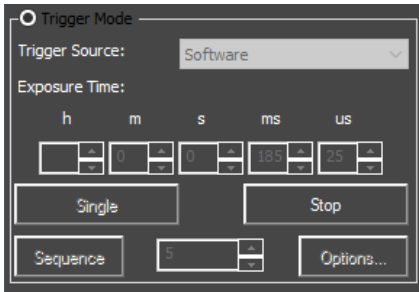 Trigger Mode
Trigger Source: Software
Exposure Time:
h m s ms us
0 0 185 25
Single Stop
Sequence 5 Options...